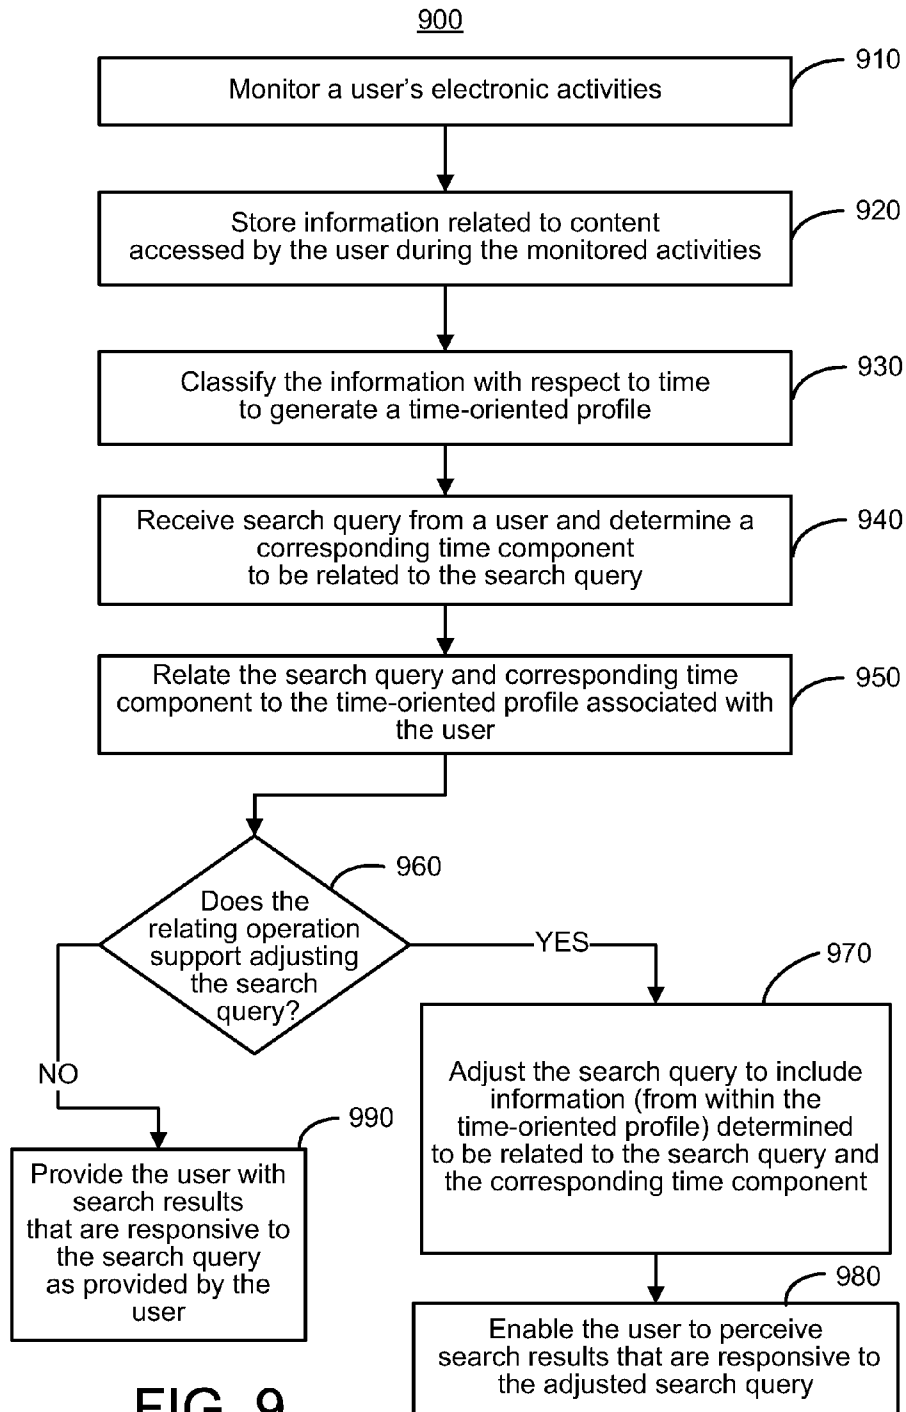 900
910
Monitor a user's electronic activities
920
Store information related to content
accessed by the user during the monitored activities
930
Classify the information with respect to time
to generate a time-oriented profile
940
Receive search query from a user and determine a
corresponding time component
to be related to the search query
950
Relate the search query and corresponding time
component to the time-oriented profile associated with
the user
960
Does the
relating operation
support adjusting
the search
query?
YES
970
Adjust the search query to include
information (from within the
time-oriented profile) determined
to be related to the search query and
the corresponding time component
NO
990
Provide the user with
search results
that are responsive to
the search query
as provided by the
user
980
Enable the user to perceive
search results that are responsive to
the adjusted search query
FIG. 9